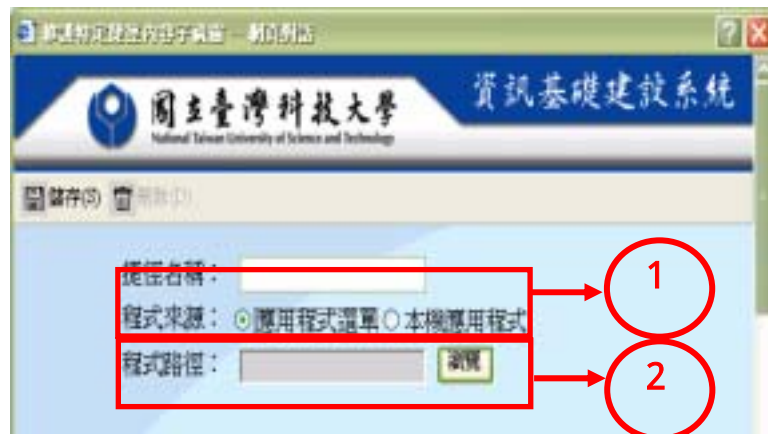 國立臺灣科技大學
National Taiwan University of Science and Technology
資訊基礎建設系統
儲存(S) 刪除(D)
捷徑名稱：
程式來源： 應用程式選單 本機應用程式
程式路徑： 瀏覽
1
2